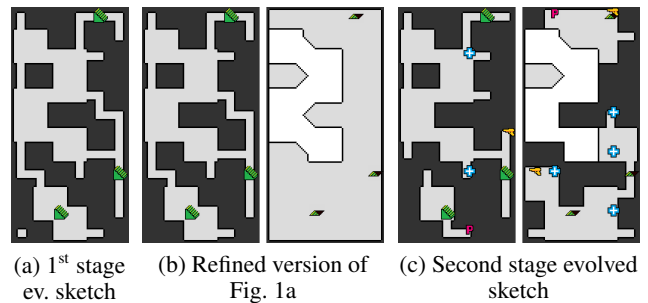 P
P
(a) 1st stage
ev. sketch
(b) Refined version of
Fig. 1a
(c) Second stage evolved
sketch